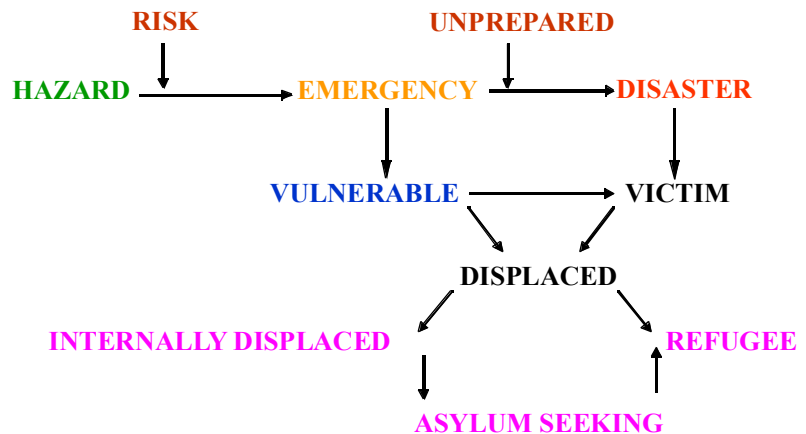 RISK
UNPREPARED
HAZARD
EMERGENCY
DISASTER
VULNERABLE
VICTIM
DISPLACED
INTERNALLY DISPLACED
REFUGEE
ASYLUM SEEKING